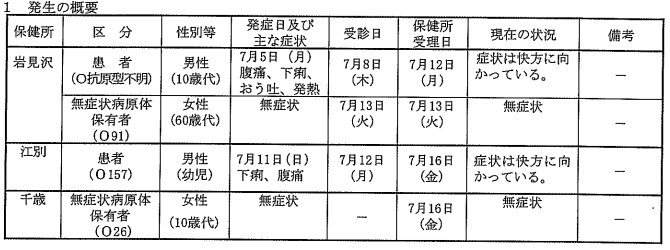 1 発生の概要
保健所 区 分 性別等 発症日及び 主な症状 受診日 保健所 受理日 現在の状況 備考
岩見沢 患 者 (O抗原型不明) 男性 (10歳代) 7月5日(月) 腹痛、下痢、 おう吐、発熱 7月8日 (木) 7月12日 (月) 症状は快方に向 かっている。 －
無症状病原体 保有者 (O91) 女性 (60歳代) 無症状 7月13日 (火) 7月13日 (火) 無症状 －
江別 患者 (O157) 男性 (幼児) 7月11日(日) 下痢、腹痛 7月12日 (月) 7月16日 (金) 症状は快方に向 かっている。 －
千歳 無症状病原体 保有者 (O26) 女性 (10歳代) 無症状 － 7月16日 (金) 無症状 －